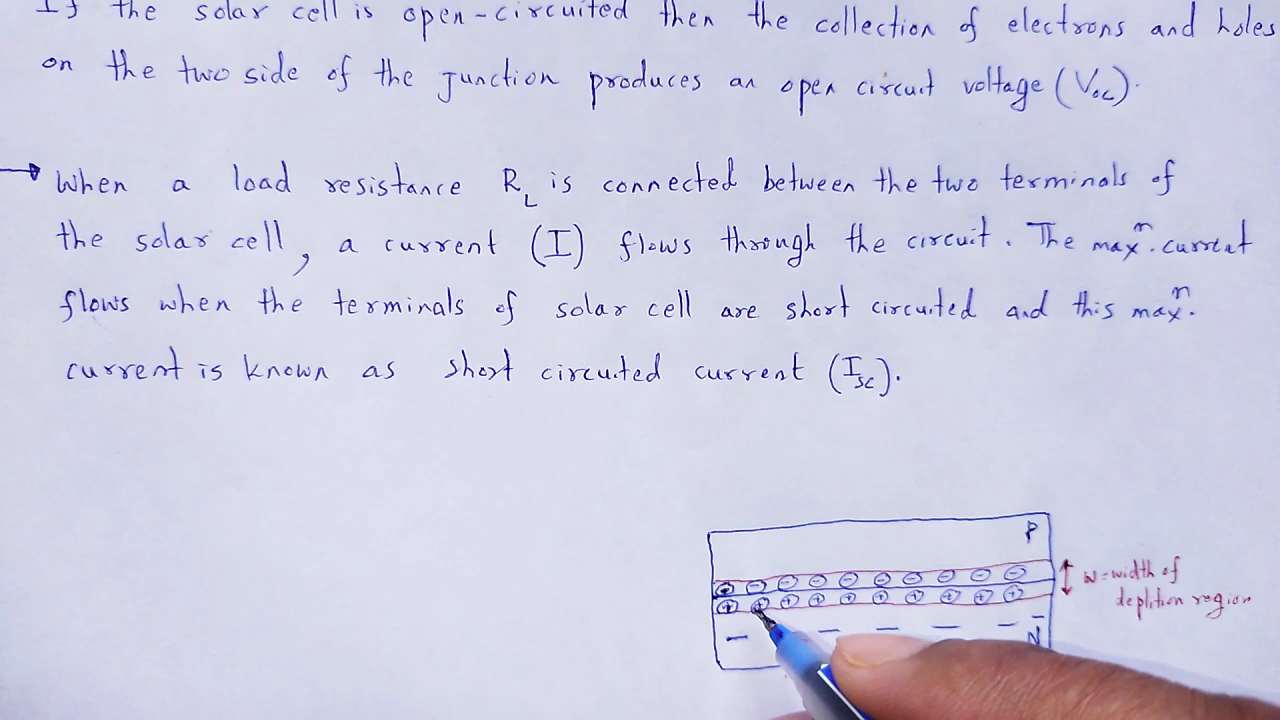 If the solar cell is open-circuited then the collection of electrons and holes
on the two side of the junction produces an open circuit voltage (Voc).
→ When a load resistance RL is connected between the two terminals of
the solar cell, a current (I) flows through the circuit. The maxm. current
flows when the terminals of solar cell are short circuited and this maxm.
current is known as short circuited current (Isc).
P
w = width of
deplition region
N